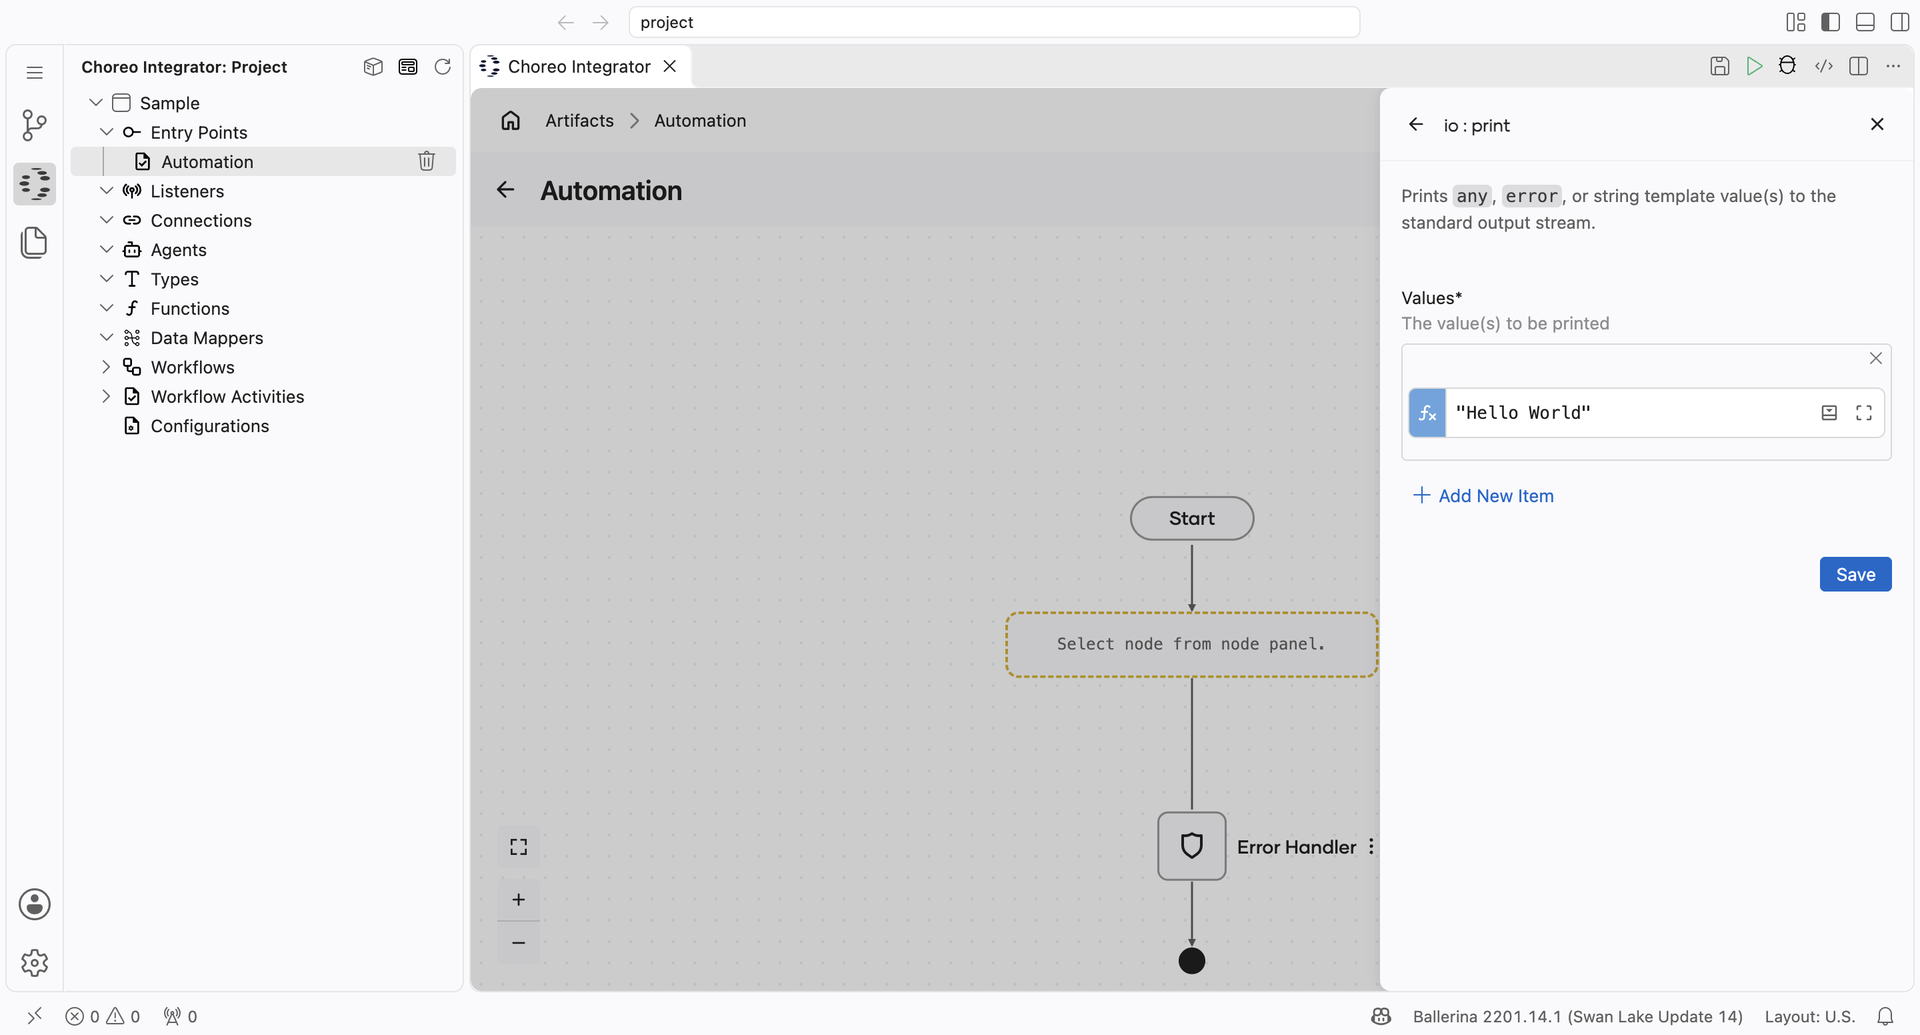 project
Choreo Integrator: Project
Sample
Entry Points
Automation
Listeners
Connections
Agents
Types
Functions
Data Mappers
Workflows
Workflow Activities
Configurations
Choreo Integrator
Artifacts > Automation
Automation
Start
Select node from node panel.
Error Handler
io : print
Prints any, error, or string template value(s) to the
standard output stream.
Values*
The value(s) to be printed
fx "Hello World"
+ Add New Item
Save
0 0 0
Ballerina 2201.14.1 (Swan Lake Update 14) Layout: U.S.